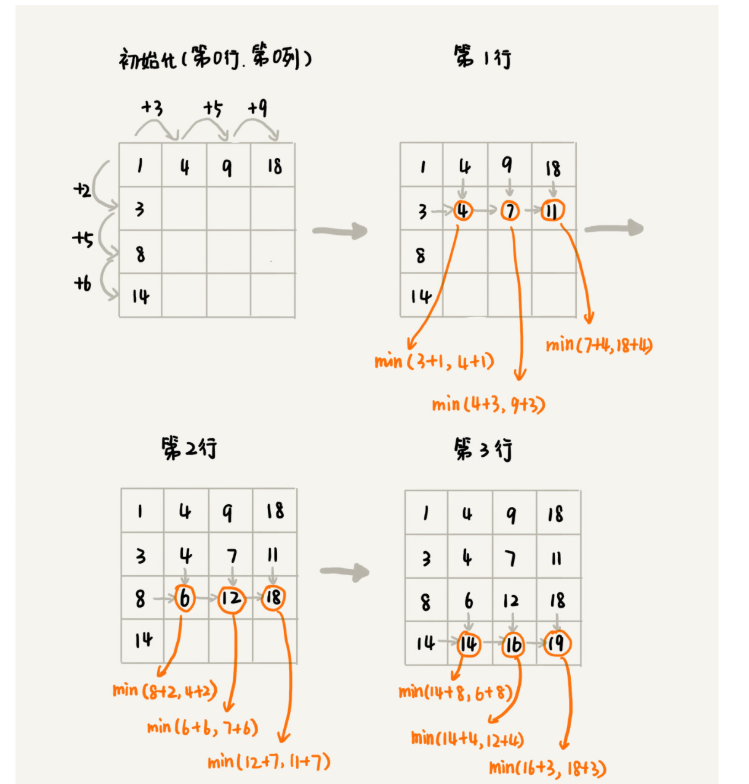 初始化(第0行.第0列) 第1行
+3 +5 +9
1 4 9 18
+2
3
+5
8
+6
14
1 4 9 18
3 4 7 11
8
14
min(3+1, 4+1)
min(7+4,18+4)
min(4+3, 9+3)
第2行 第3行
1 4 9 18
3 4 7 11
8 6 12 18
14
min(8+2,4+2)
min(6+6, 7+6)
min(12+7, 11+7)
1 4 9 18
3 4 7 11
8 6 12 18
14 14 16 19
min(14+8, 6+8)
min(14+4,12+4)
min(16+3, 18+3)